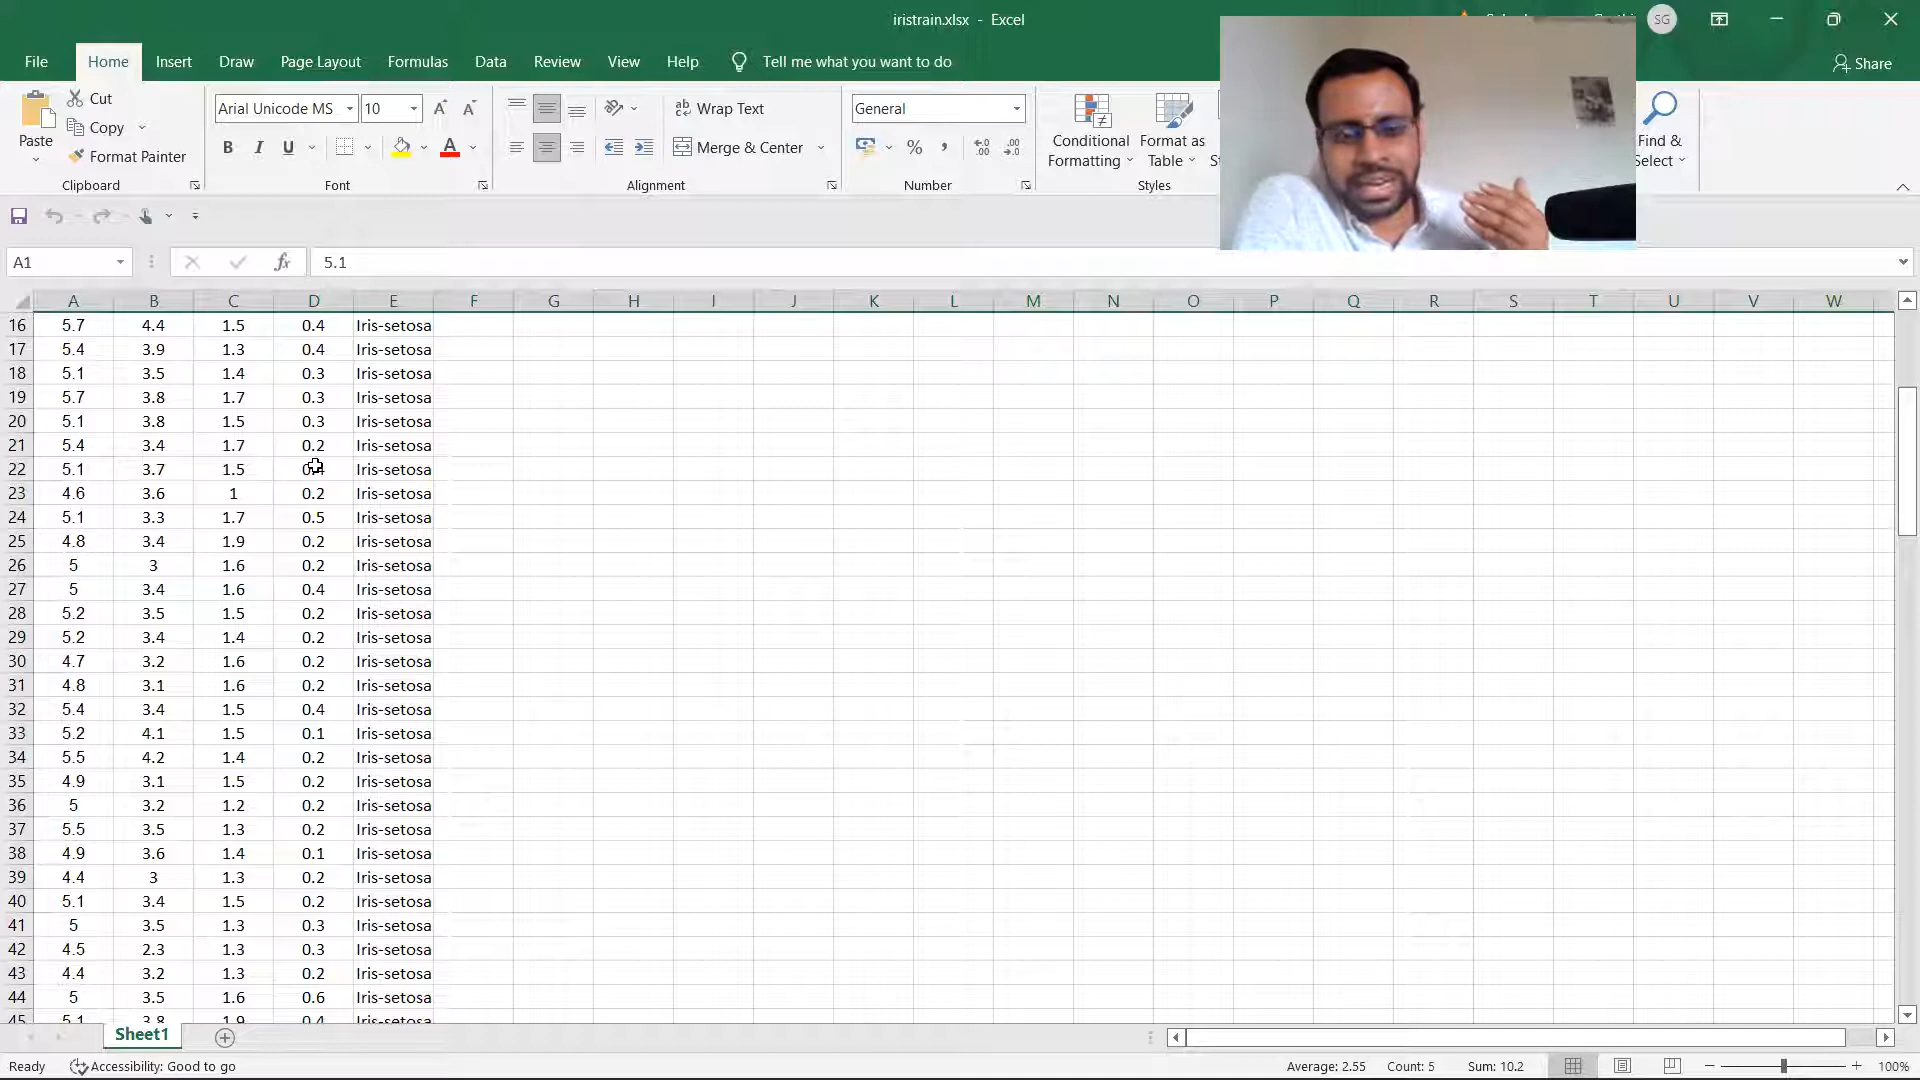 iristrain.xlsx - Excel
SG
File Home Insert Draw Page Layout Formulas Data Review View Help Tell me what you want to do Share
Cut
Copy
Format Painter
Paste
Clipboard
Arial Unicode MS 10
B I U
Font
Wrap Text
Merge & Center
Alignment
General
Number
Conditional Formatting
Format as Table
Styles
Find & Select
A1 fx 5.1
A B C D E F G H I J K L M N O P Q R S T U V W
16 5.7 4.4 1.5 0.4 Iris-setosa
17 5.4 3.9 1.3 0.4 Iris-setosa
18 5.1 3.5 1.4 0.3 Iris-setosa
19 5.7 3.8 1.7 0.3 Iris-setosa
20 5.1 3.8 1.5 0.3 Iris-setosa
21 5.4 3.4 1.7 0.2 Iris-setosa
22 5.1 3.7 1.5 Iris-setosa
23 4.6 3.6 1 0.2 Iris-setosa
24 5.1 3.3 1.7 0.5 Iris-setosa
25 4.8 3.4 1.9 0.2 Iris-setosa
26 5 3 1.6 0.2 Iris-setosa
27 5 3.4 1.6 0.4 Iris-setosa
28 5.2 3.5 1.5 0.2 Iris-setosa
29 5.2 3.4 1.4 0.2 Iris-setosa
30 4.7 3.2 1.6 0.2 Iris-setosa
31 4.8 3.1 1.6 0.2 Iris-setosa
32 5.4 3.4 1.5 0.4 Iris-setosa
33 5.2 4.1 1.5 0.1 Iris-setosa
34 5.5 4.2 1.4 0.2 Iris-setosa
35 4.9 3.1 1.5 0.2 Iris-setosa
36 5 3.2 1.2 0.2 Iris-setosa
37 5.5 3.5 1.3 0.2 Iris-setosa
38 4.9 3.6 1.4 0.1 Iris-setosa
39 4.4 3 1.3 0.2 Iris-setosa
40 5.1 3.4 1.5 0.2 Iris-setosa
41 5 3.5 1.3 0.3 Iris-setosa
42 4.5 2.3 1.3 0.3 Iris-setosa
43 4.4 3.2 1.3 0.2 Iris-setosa
44 5 3.5 1.6 0.6 Iris-setosa
45 5.1 3.8 1.9 0.4 Iris-setosa
Sheet1
Ready Accessibility: Good to go Average: 2.55 Count: 5 Sum: 10.2 100%